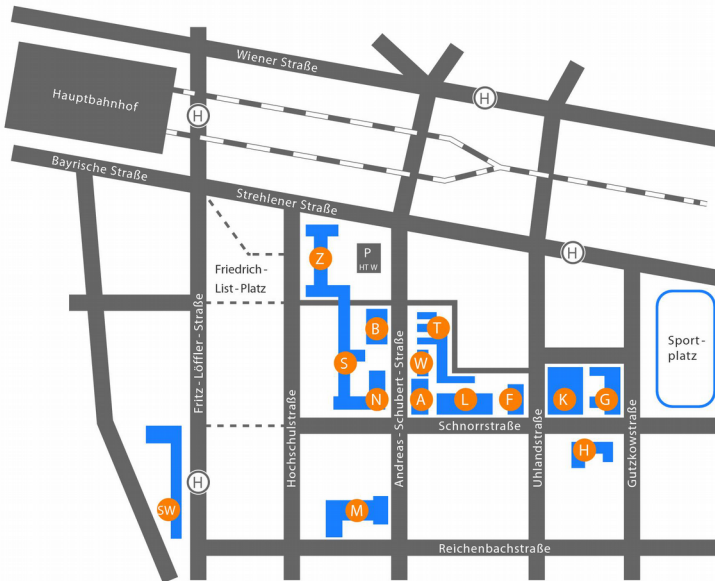 Wiener Straße
Hauptbahnhof
H
H
Bayrische Straße
Strehlener Straße
H
Z
P
HT W
Friedrich-
List-Platz
Fritz-Löffler-Straße
B
T
S
W
Andreas-Schubert-Straße
Sport-
platz
N
A
L
F
K
G
Hochschulstraße
Schnorrstraße
Uhlandstraße
Gutzkowstraße
H
H
SW
M
Reichenbachstraße